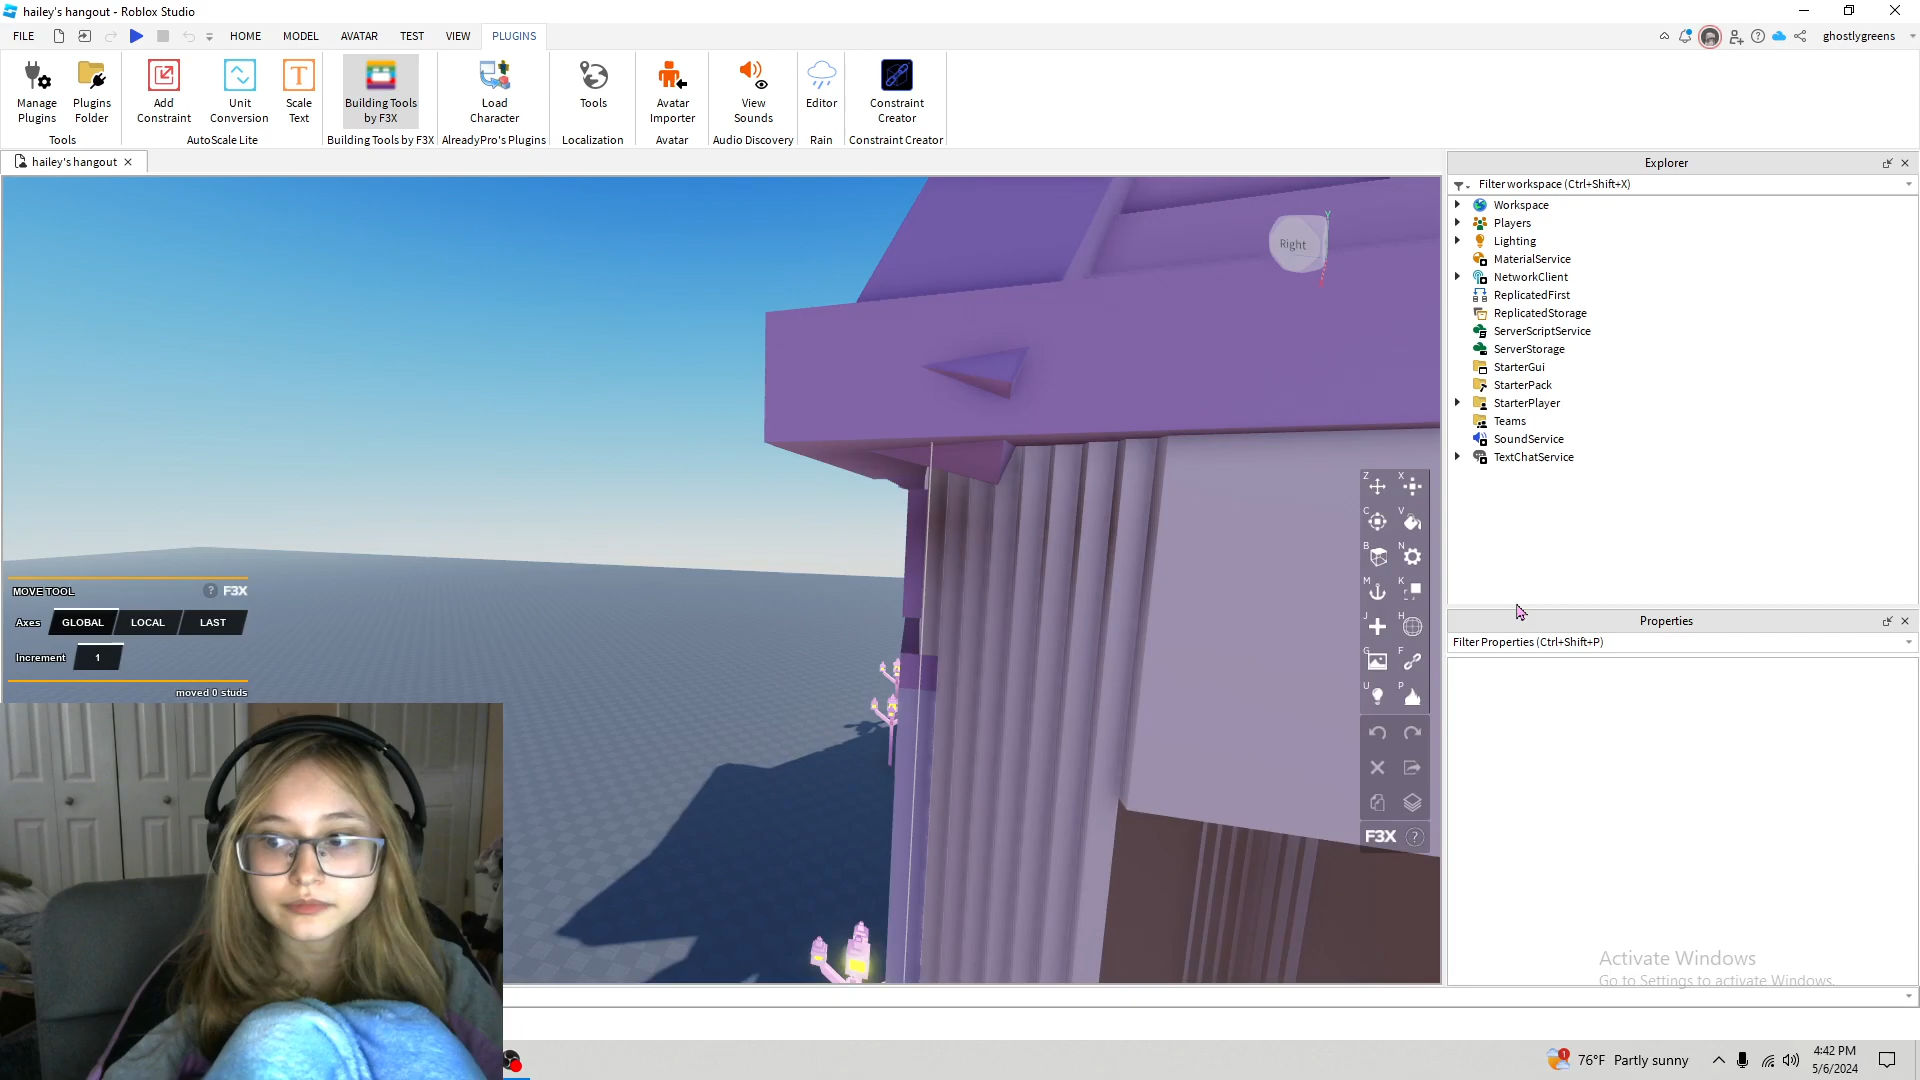 hailey's hangout - Roblox Studio
FILE HOME MODEL AVATAR TEST VIEW PLUGINS ghostlygreens
Manage Plugins
Plugins Folder
Tools
Add Constraint
Unit Conversion
Scale Text
AutoScale Lite
Building Tools by F3X
Building Tools by F3X
Load Character
AlreadyPro's Plugins
Tools
Localization
Avatar Importer
Avatar
View Sounds
Audio Discovery
Editor
Rain
Constraint Creator
Constraint Creator
hailey's hangout
Explorer
Filter workspace (Ctrl+Shift+X)
Workspace
Players
Lighting
MaterialService
NetworkClient
ReplicatedFirst
ReplicatedStorage
ServerScriptService
ServerStorage
StarterGui
StarterPack
StarterPlayer
Teams
SoundService
TextChatService
Right
Y
MOVE TOOL ? F3X
Axes GLOBAL LOCAL LAST
Increment 1
moved 0 studs
Z X
C V
B N
M K
J H
G F
U P
F3X ?
Properties
Filter Properties (Ctrl+Shift+P)
Activate Windows
Go to Settings to activate Windows.
1 76°F Partly sunny
4:42 PM
5/6/2024